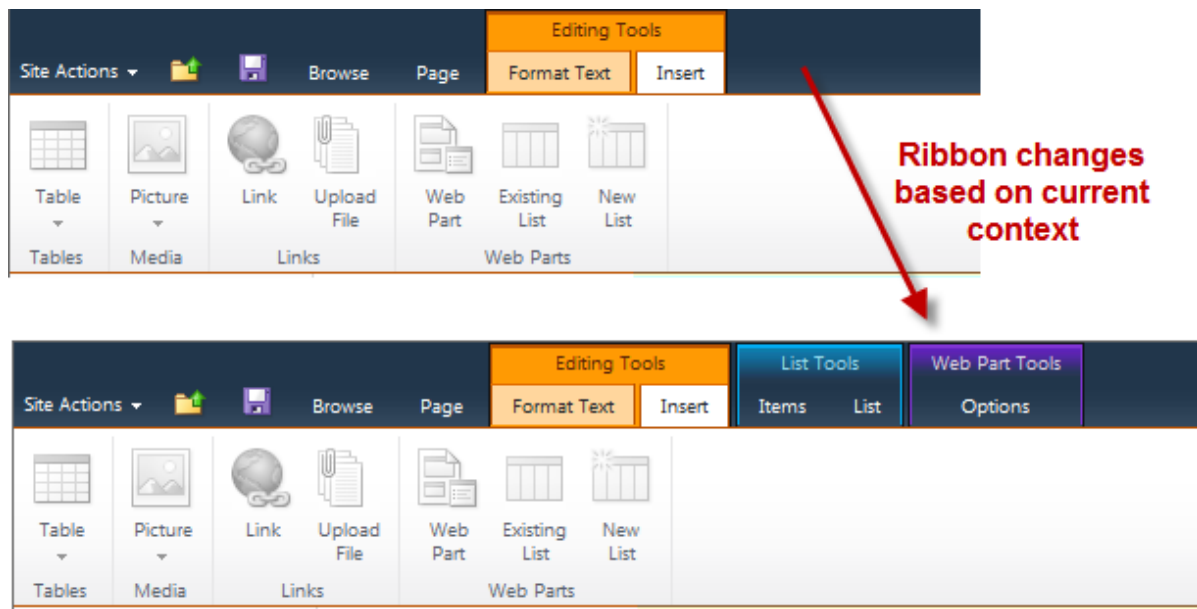 Editing Tools
Site Actions Browse Page Format Text Insert
Table Picture Link Upload File Web Part Existing List New List
Tables Media Links Web Parts
Ribbon changes
based on current
context
Editing Tools List Tools Web Part Tools
Site Actions Browse Page Format Text Insert Items List Options
Table Picture Link Upload File Web Part Existing List New List
Tables Media Links Web Parts